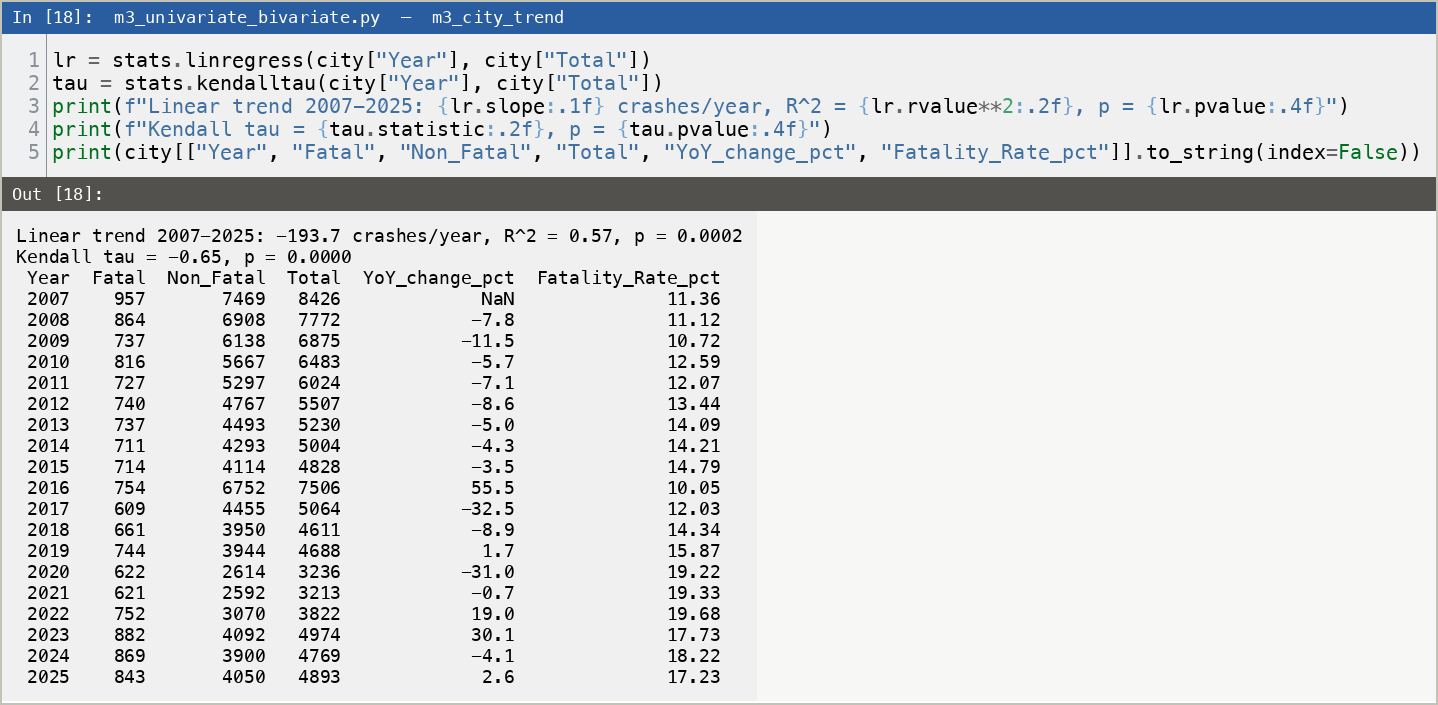 In [18]:  m3_univariate_bivariate.py  —  m3_city_trend
1 lr = stats.linregress(city["Year"], city["Total"])
2 tau = stats.kendalltau(city["Year"], city["Total"])
3 print(f"Linear trend 2007–2025: {lr.slope:.1f} crashes/year, R^2 = {lr.rvalue**2:.2f}, p = {lr.pvalue:.4f}")
4 print(f"Kendall tau = {tau.statistic:.2f}, p = {tau.pvalue:.4f}")
5 print(city[["Year", "Fatal", "Non_Fatal", "Total", "YoY_change_pct", "Fatality_Rate_pct"]].to_string(index=False))
Out [18]:
Linear trend 2007–2025: −193.7 crashes/year, R^2 = 0.57, p = 0.0002
Kendall tau = −0.65, p = 0.0000
Year  Fatal  Non_Fatal  Total  YoY_change_pct  Fatality_Rate_pct
2007    957       7469   8426             NaN              11.36
2008    864       6908   7772            −7.8              11.12
2009    737       6138   6875           −11.5              10.72
2010    816       5667   6483            −5.7              12.59
2011    727       5297   6024            −7.1              12.07
2012    740       4767   5507            −8.6              13.44
2013    737       4493   5230            −5.0              14.09
2014    711       4293   5004            −4.3              14.21
2015    714       4114   4828            −3.5              14.79
2016    754       6752   7506            55.5              10.05
2017    609       4455   5064           −32.5              12.03
2018    661       3950   4611            −8.9              14.34
2019    744       3944   4688             1.7              15.87
2020    622       2614   3236           −31.0              19.22
2021    621       2592   3213            −0.7              19.33
2022    752       3070   3822            19.0              19.68
2023    882       4092   4974            30.1              17.73
2024    869       3900   4769            −4.1              18.22
2025    843       4050   4893             2.6              17.23